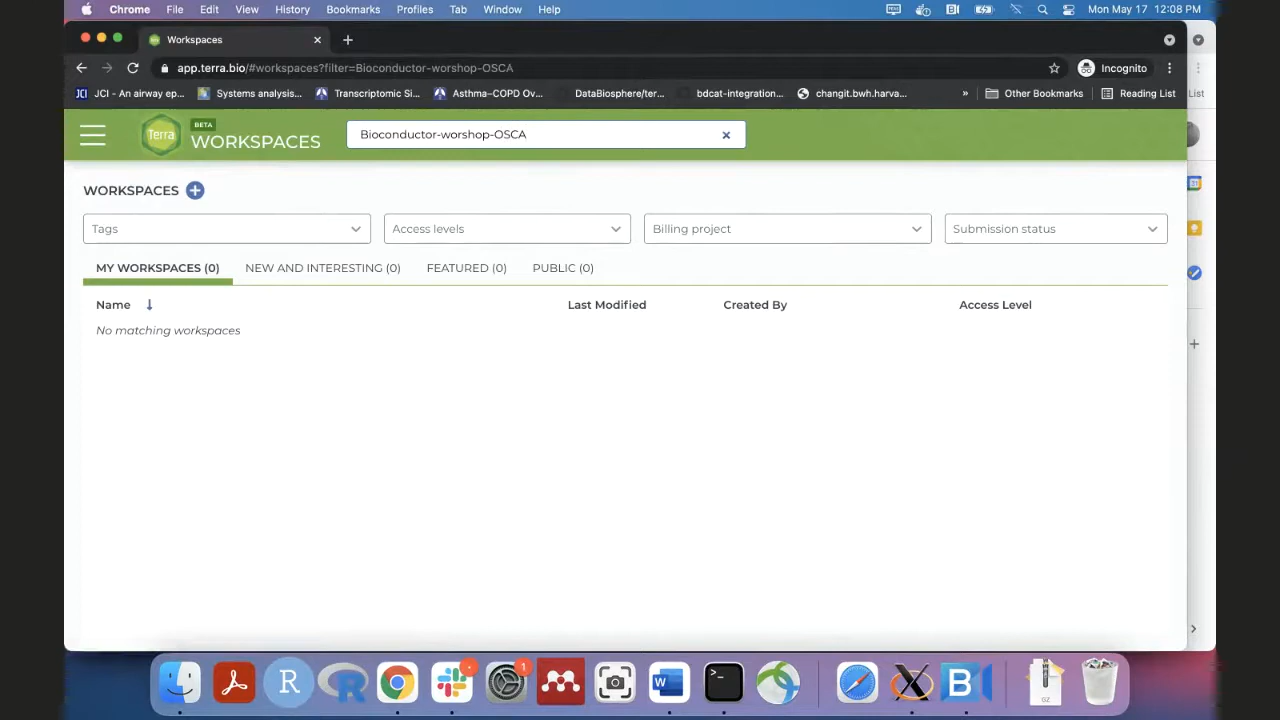 Chrome File Edit View History Bookmarks Profiles Tab Window Help Mon May 17 12:08 PM
Workspaces
app.terra.bio/#workspaces?filter=Bioconductor-worshop-OSCA Incognito
JCI - An airway ep... Systems analysis... Transcriptomic Si... Asthma-COPD Ov... DataBiosphere/ter... bdcat-integration... changit.bwh.harva... » Other Bookmarks Reading List List
Terra BETA WORKSPACES Bioconductor-worshop-OSCA
WORKSPACES
Tags Access levels Billing project Submission status
MY WORKSPACES (0) NEW AND INTERESTING (0) FEATURED (0) PUBLIC (0)
Name Last Modified Created By Access Level
No matching workspaces